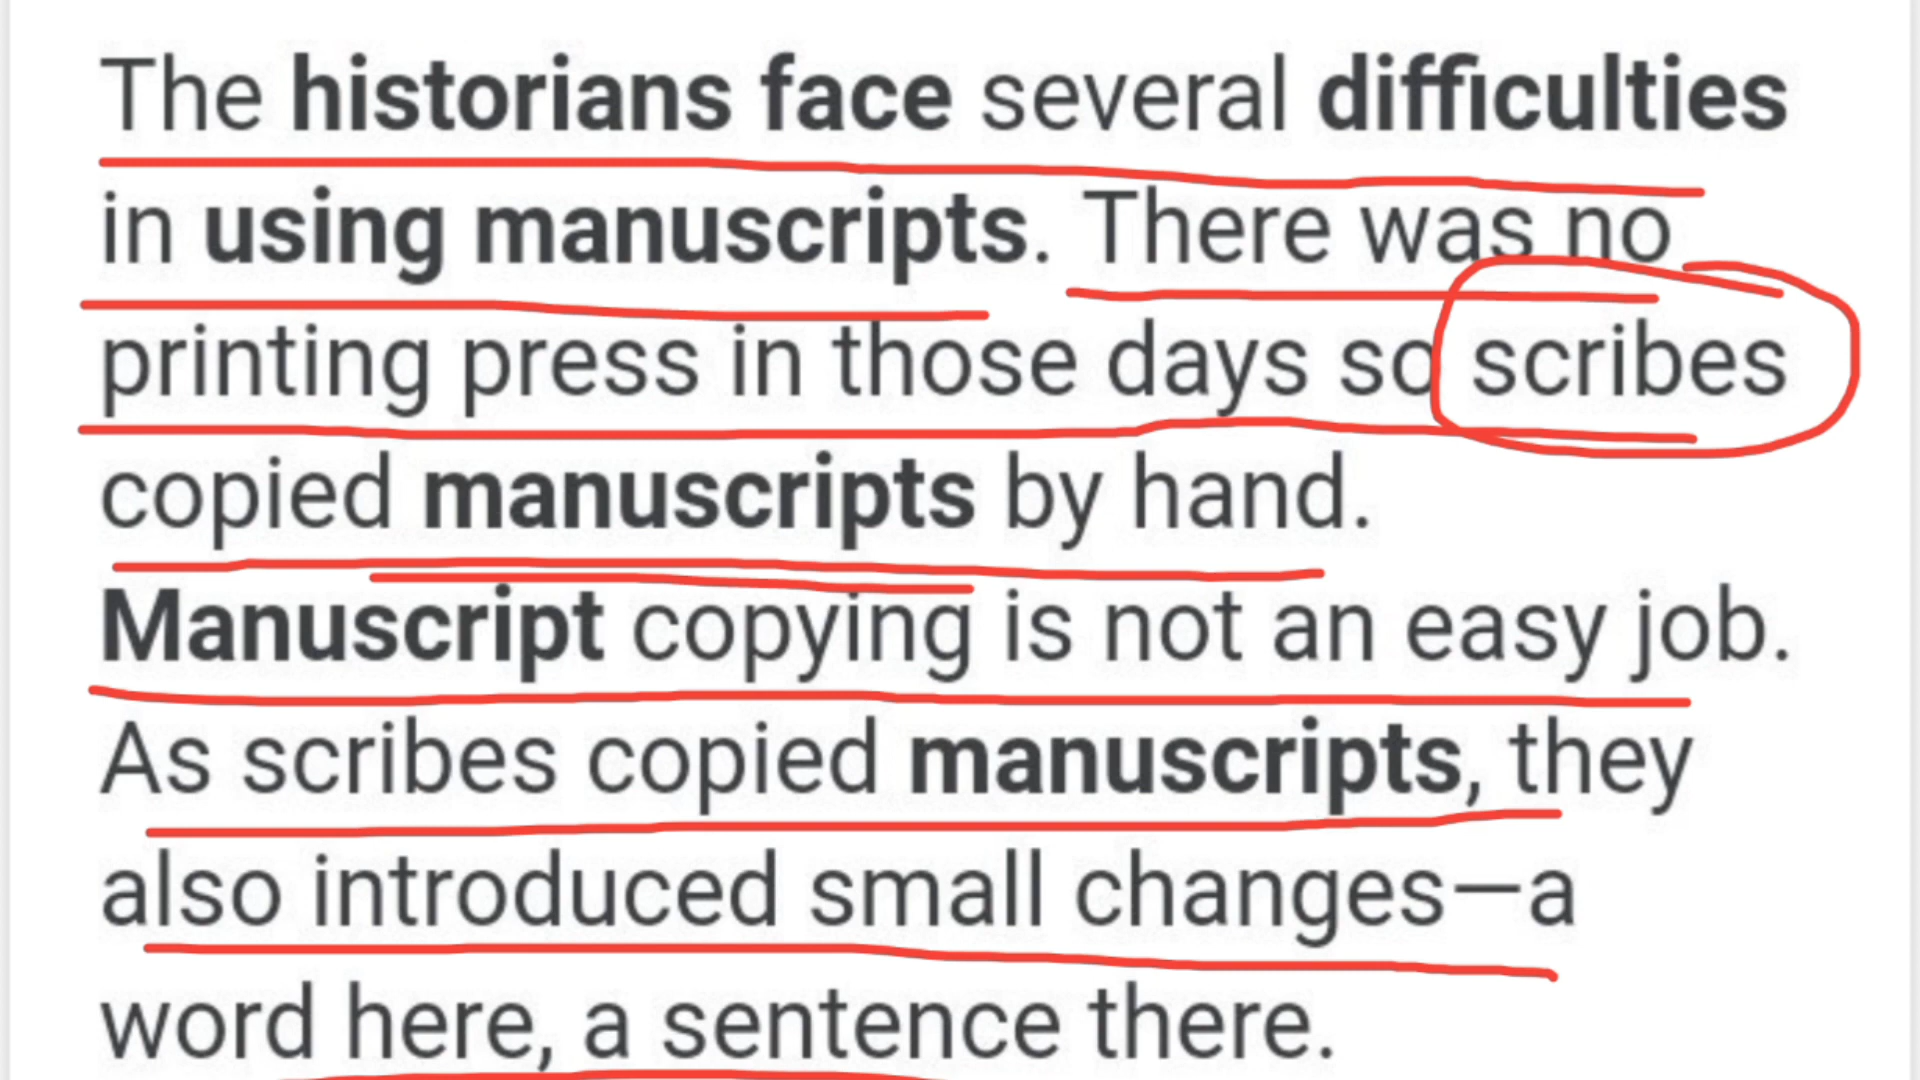 The historians face several difficulties
in using manuscripts. There was no
printing press in those days so scribes
copied manuscripts by hand.
Manuscript copying is not an easy job.
As scribes copied manuscripts, they
also introduced small changes—a
word here, a sentence there.